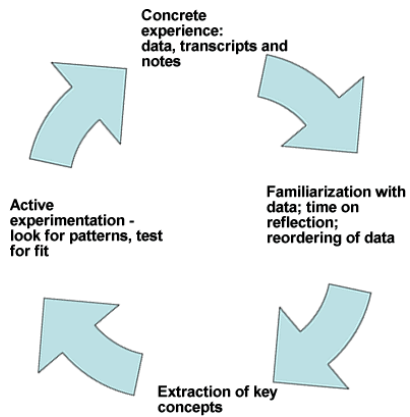 Concrete
experience:
data, transcripts and
notes
Familiarization with
data; time on
reflection;
reordering of data
Extraction of key
concepts
Active
experimentation -
look for patterns, test
for fit